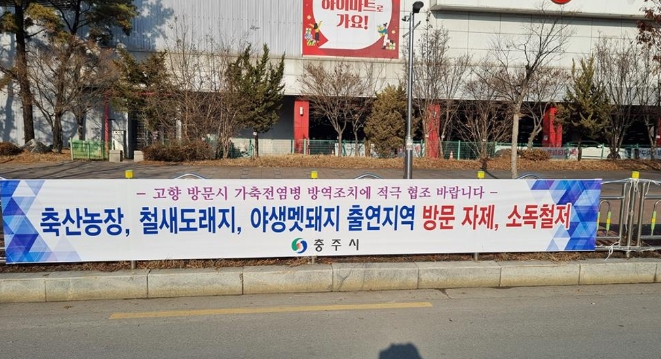 하이마트로
가요!
- 고향 방문시 가축전염병 방역조치에 적극 협조 바랍니다 -
축산농장, 철새도래지, 야생멧돼지 출연지역 방문 자제, 소독철저
충주시